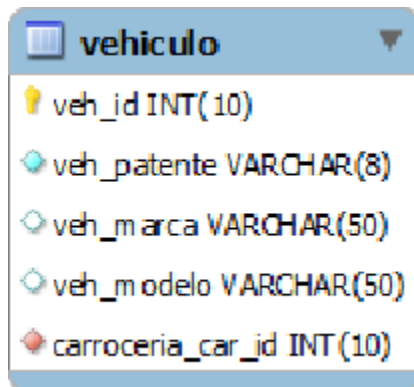 vehiculo
veh_id INT(10)
veh_patente VARCHAR(8)
veh_marca VARCHAR(50)
veh_modelo VARCHAR(50)
carroceria_car_id INT(10)